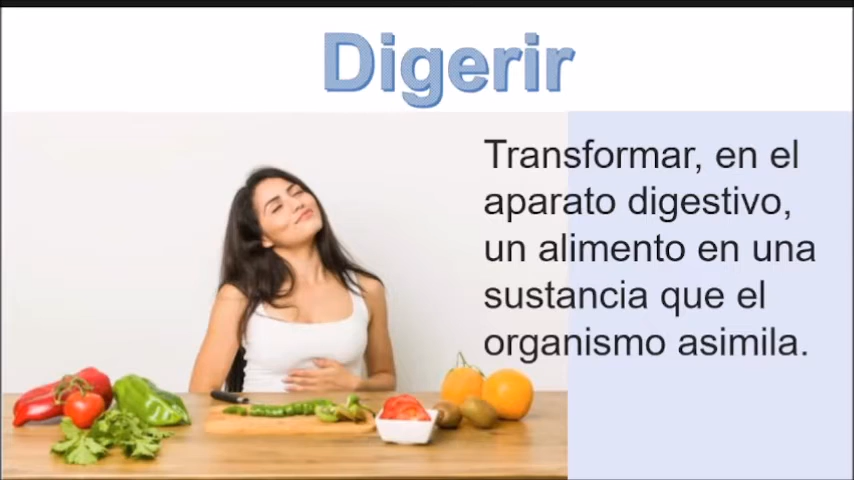 Digerir
Transformar, en el
aparato digestivo,
un alimento en una
sustancia que el
organismo asimila.